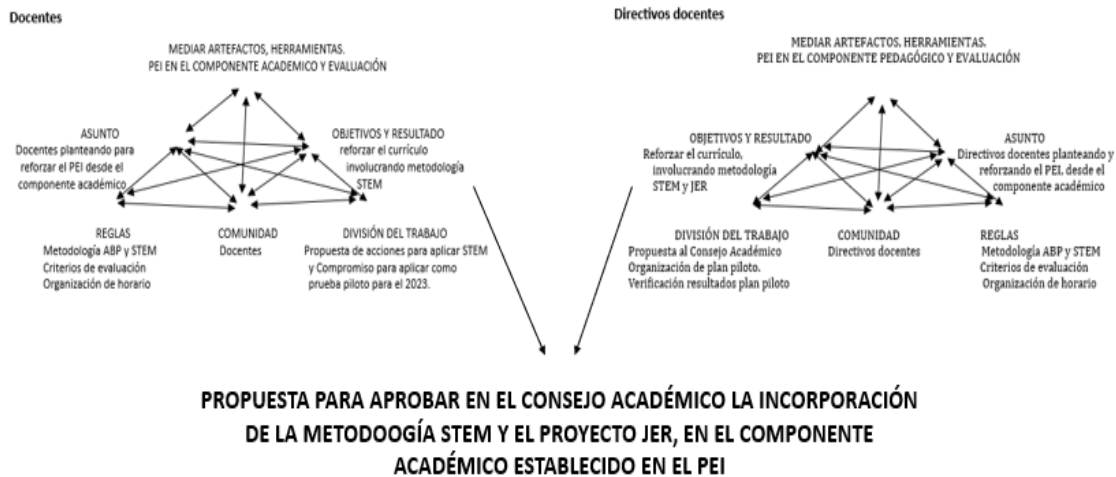 Docentes
MEDIAR ARTEFACTOS, HERRAMIENTAS.
PEI EN EL COMPONENTE ACADEMICO Y EVALUACIÓN
ASUNTO
Docentes planteando para
reforzar el PEI desde el
componente académico
OBJETIVOS Y RESULTADO
reforzar el currículo
involucrando metodología
STEM
REGLAS
Metodología ABP y STEM
Criterios de evaluación
Organización de horario
COMUNIDAD
Docentes
DIVISIÓN DEL TRABAJO
Propuesta de acciones para aplicar STEM
y Compromiso para aplicar como
prueba piloto para el 2023.
Directivos docentes
MEDIAR ARTEFACTOS, HERRAMIENTAS.
PEI EN EL COMPONENTE PEDAGÓGICO Y EVALUACIÓN
OBJETIVOS Y RESULTADO
Reforzar el currículo,
involucrando metodología
STEM y JER
ASUNTO
Directivos docentes planteando y
reforzando el PEI, desde el
componente académico
DIVISIÓN DEL TRABAJO
Propuesta al Consejo Académico
Organización de plan piloto.
Verificación resultados plan piloto
COMUNIDAD
Directivos docentes
REGLAS
Metodología ABP y STEM
Criterios de evaluación
Organización de horario
PROPUESTA PARA APROBAR EN EL CONSEJO ACADÉMICO LA INCORPORACIÓN
DE LA METODOOGÍA STEM Y EL PROYECTO JER, EN EL COMPONENTE
ACADÉMICO ESTABLECIDO EN EL PEI